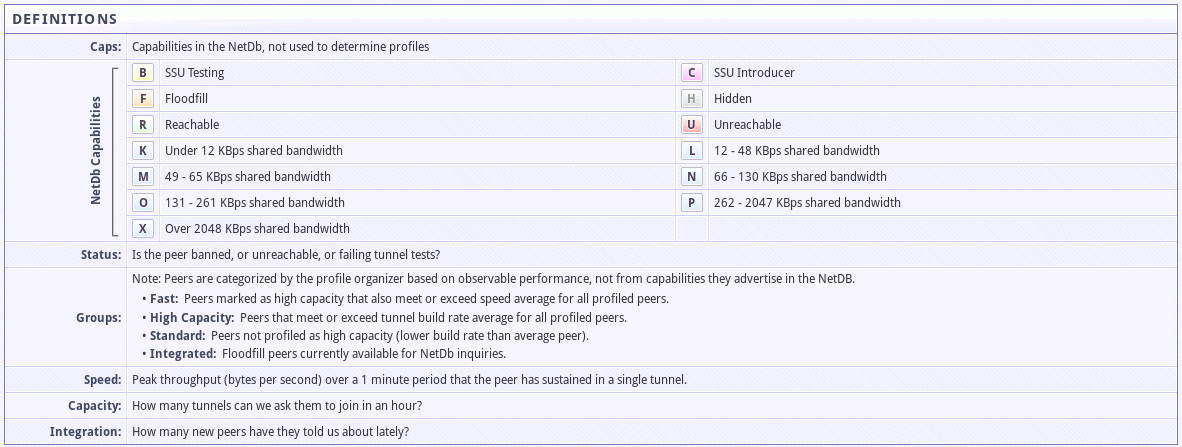 DEFINITIONS
Caps: Capabilities in the NetDb, not used to determine profiles
NetDb Capabilities
B SSU Testing C SSU Introducer
F Floodfill H Hidden
R Reachable U Unreachable
K Under 12 KBps shared bandwidth L 12 - 48 KBps shared bandwidth
M 49 - 65 KBps shared bandwidth N 66 - 130 KBps shared bandwidth
O 131 - 261 KBps shared bandwidth P 262 - 2047 KBps shared bandwidth
X Over 2048 KBps shared bandwidth
Status: Is the peer banned, or unreachable, or failing tunnel tests?
Groups: Note: Peers are categorized by the profile organizer based on observable performance, not from capabilities they advertise in the NetDB.
• Fast: Peers marked as high capacity that also meet or exceed speed average for all profiled peers.
• High Capacity: Peers that meet or exceed tunnel build rate average for all profiled peers.
• Standard: Peers not profiled as high capacity (lower build rate than average peer).
• Integrated: Floodfill peers currently available for NetDb inquiries.
Speed: Peak throughput (bytes per second) over a 1 minute period that the peer has sustained in a single tunnel.
Capacity: How many tunnels can we ask them to join in an hour?
Integration: How many new peers have they told us about lately?